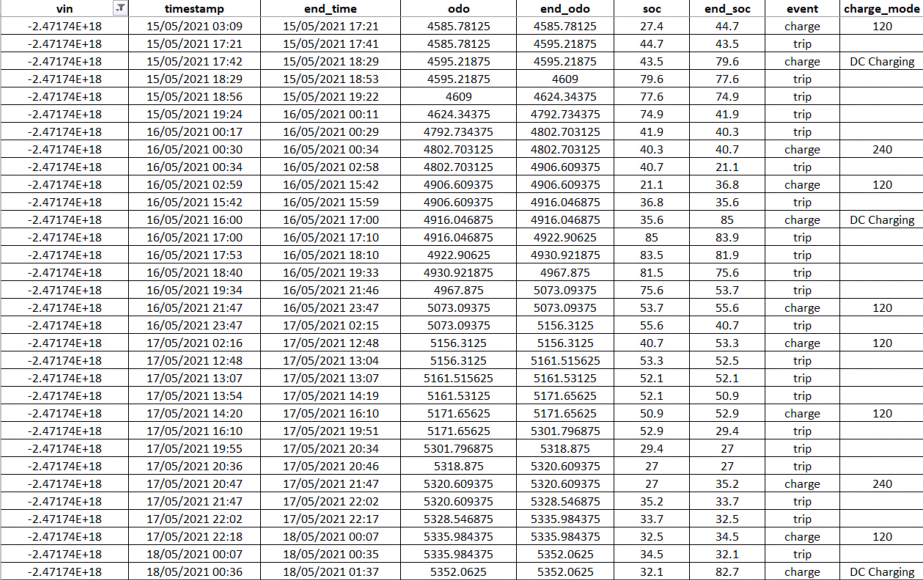 vin timestamp end_time odo end_odo soc end_soc event charge_mode
-2.47174E+18 15/05/2021 03:09 15/05/2021 17:21 4585.78125 4585.78125 27.4 44.7 charge 120
-2.47174E+18 15/05/2021 17:21 15/05/2021 17:41 4585.78125 4595.21875 44.7 43.5 trip
-2.47174E+18 15/05/2021 17:42 15/05/2021 18:29 4595.21875 4595.21875 43.5 79.6 charge DC Charging
-2.47174E+18 15/05/2021 18:29 15/05/2021 18:53 4595.21875 4609 79.6 77.6 trip
-2.47174E+18 15/05/2021 18:56 15/05/2021 19:22 4609 4624.34375 77.6 74.9 trip
-2.47174E+18 15/05/2021 19:24 16/05/2021 00:11 4624.34375 4792.734375 74.9 41.9 trip
-2.47174E+18 16/05/2021 00:17 16/05/2021 00:29 4792.734375 4802.703125 41.9 40.3 trip
-2.47174E+18 16/05/2021 00:30 16/05/2021 00:34 4802.703125 4802.703125 40.3 40.7 charge 240
-2.47174E+18 16/05/2021 00:34 16/05/2021 02:58 4802.703125 4906.609375 40.7 21.1 trip
-2.47174E+18 16/05/2021 02:59 16/05/2021 15:42 4906.609375 4906.609375 21.1 36.8 charge 120
-2.47174E+18 16/05/2021 15:42 16/05/2021 15:59 4906.609375 4916.046875 36.8 35.6 trip
-2.47174E+18 16/05/2021 16:00 16/05/2021 17:00 4916.046875 4916.046875 35.6 85 charge DC Charging
-2.47174E+18 16/05/2021 17:00 16/05/2021 17:10 4916.046875 4922.90625 85 83.9 trip
-2.47174E+18 16/05/2021 17:53 16/05/2021 18:10 4922.90625 4930.921875 83.5 81.9 trip
-2.47174E+18 16/05/2021 18:40 16/05/2021 19:33 4930.921875 4967.875 81.5 75.6 trip
-2.47174E+18 16/05/2021 19:34 16/05/2021 21:46 4967.875 5073.09375 75.6 53.7 trip
-2.47174E+18 16/05/2021 21:47 16/05/2021 23:47 5073.09375 5073.09375 53.7 55.6 charge 120
-2.47174E+18 16/05/2021 23:47 17/05/2021 02:15 5073.09375 5156.3125 55.6 40.7 trip
-2.47174E+18 17/05/2021 02:16 17/05/2021 12:48 5156.3125 5156.3125 40.7 53.3 charge 120
-2.47174E+18 17/05/2021 12:48 17/05/2021 13:04 5156.3125 5161.515625 53.3 52.5 trip
-2.47174E+18 17/05/2021 13:07 17/05/2021 13:07 5161.515625 5161.53125 52.1 52.1 trip
-2.47174E+18 17/05/2021 13:54 17/05/2021 14:19 5161.53125 5171.65625 52.1 50.9 trip
-2.47174E+18 17/05/2021 14:20 17/05/2021 16:10 5171.65625 5171.65625 50.9 52.9 charge 120
-2.47174E+18 17/05/2021 16:10 17/05/2021 19:51 5171.65625 5301.796875 52.9 29.4 trip
-2.47174E+18 17/05/2021 19:55 17/05/2021 20:34 5301.796875 5318.875 29.4 27 trip
-2.47174E+18 17/05/2021 20:36 17/05/2021 20:46 5318.875 5320.609375 27 27 trip
-2.47174E+18 17/05/2021 20:47 17/05/2021 21:47 5320.609375 5320.609375 27 35.2 charge 240
-2.47174E+18 17/05/2021 21:47 17/05/2021 22:02 5320.609375 5328.546875 35.2 33.7 trip
-2.47174E+18 17/05/2021 22:02 17/05/2021 22:17 5328.546875 5335.984375 33.7 32.5 trip
-2.47174E+18 17/05/2021 22:18 18/05/2021 00:07 5335.984375 5335.984375 32.5 34.5 charge 120
-2.47174E+18 18/05/2021 00:07 18/05/2021 00:35 5335.984375 5352.0625 34.5 32.1 trip
-2.47174E+18 18/05/2021 00:36 18/05/2021 01:37 5352.0625 5352.0625 32.1 82.7 charge DC Charging